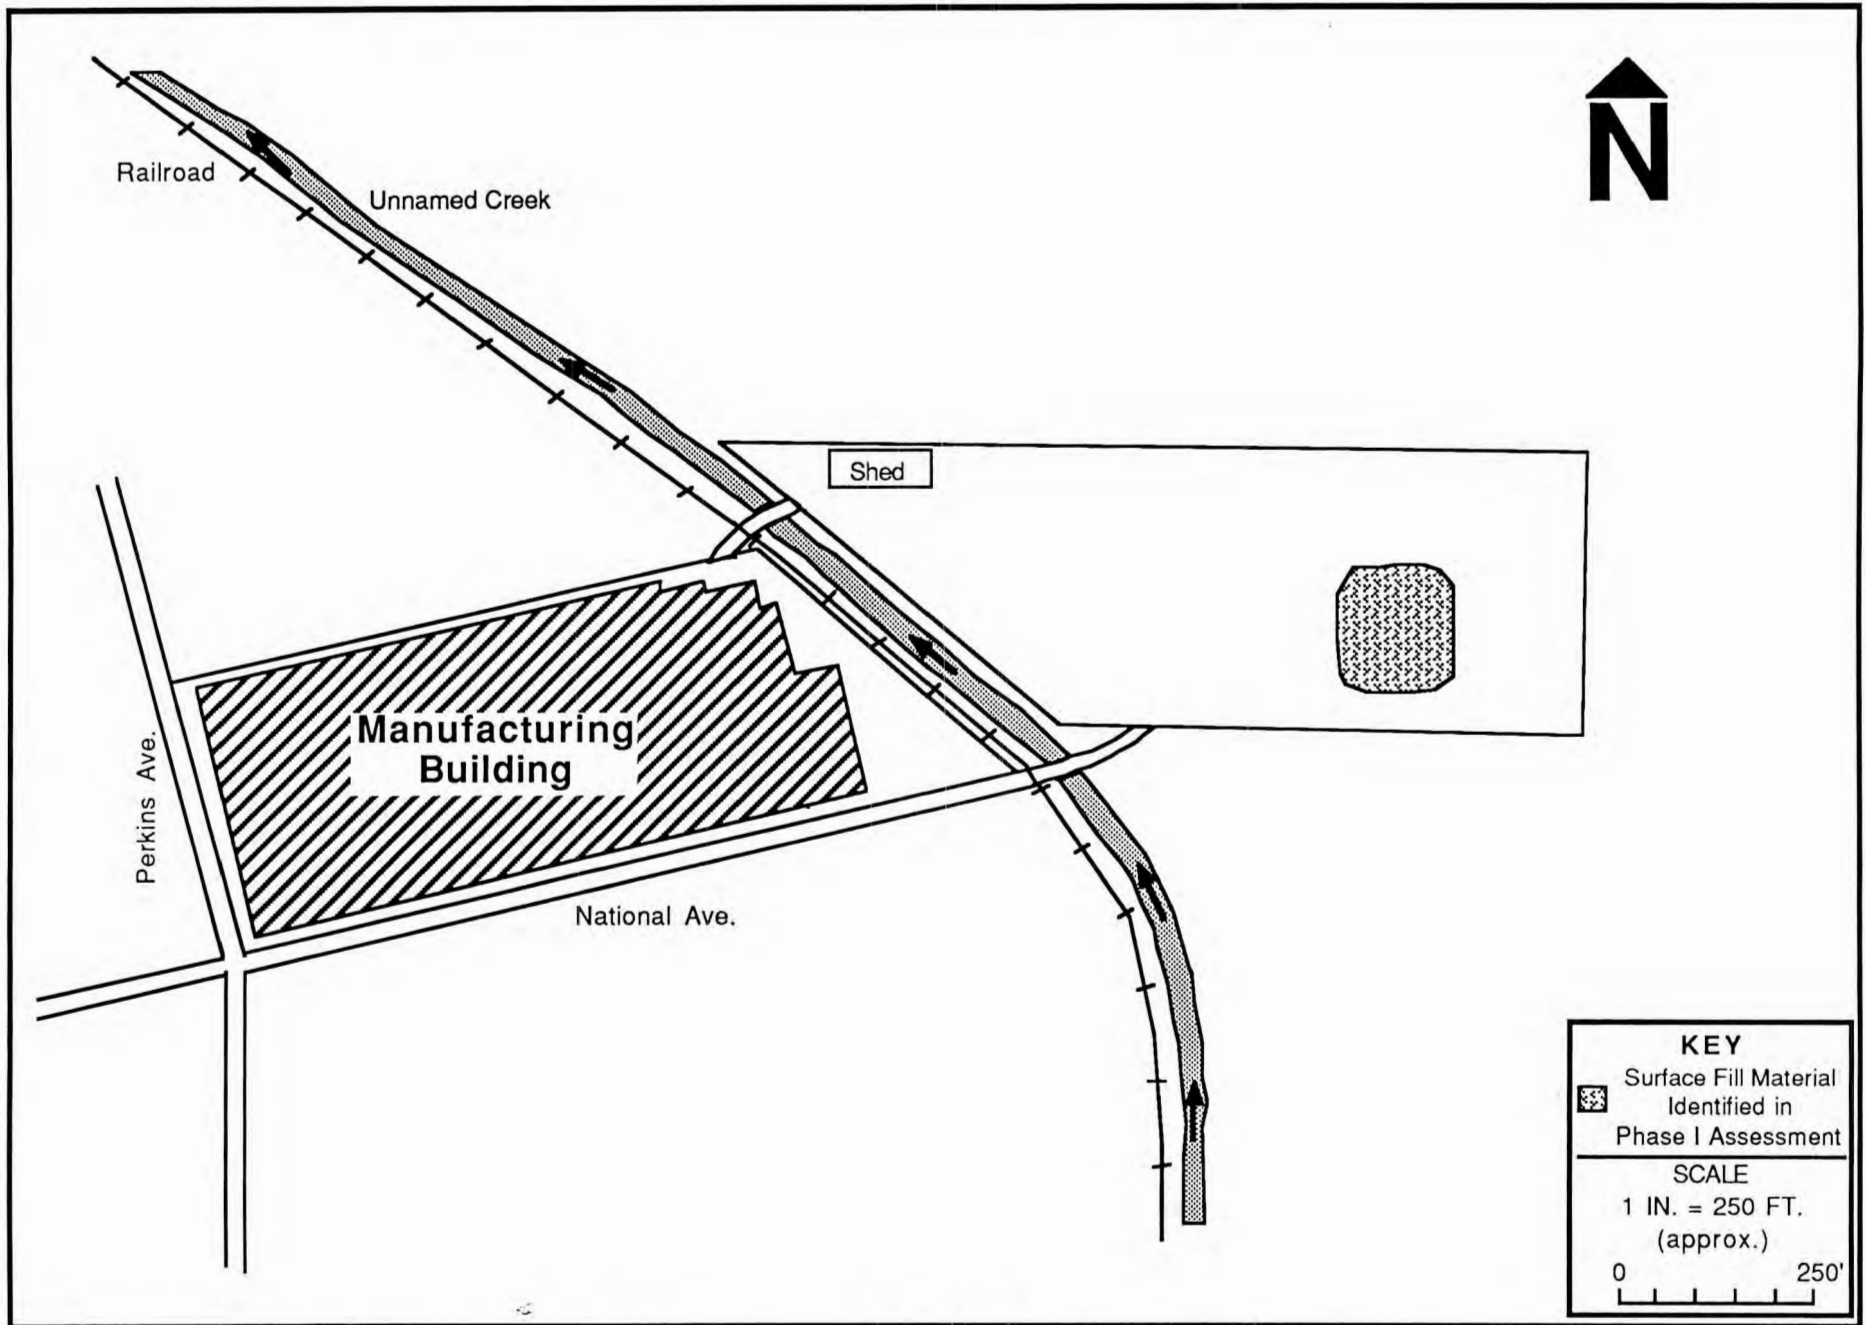 N
Railroad
Unnamed Creek
Shed
Manufacturing
Building
Perkins Ave.
National Ave.
KEY
Surface Fill Material
Identified in
Phase I Assessment
SCALE
1 IN. = 250 FT.
(approx.)
0 250'